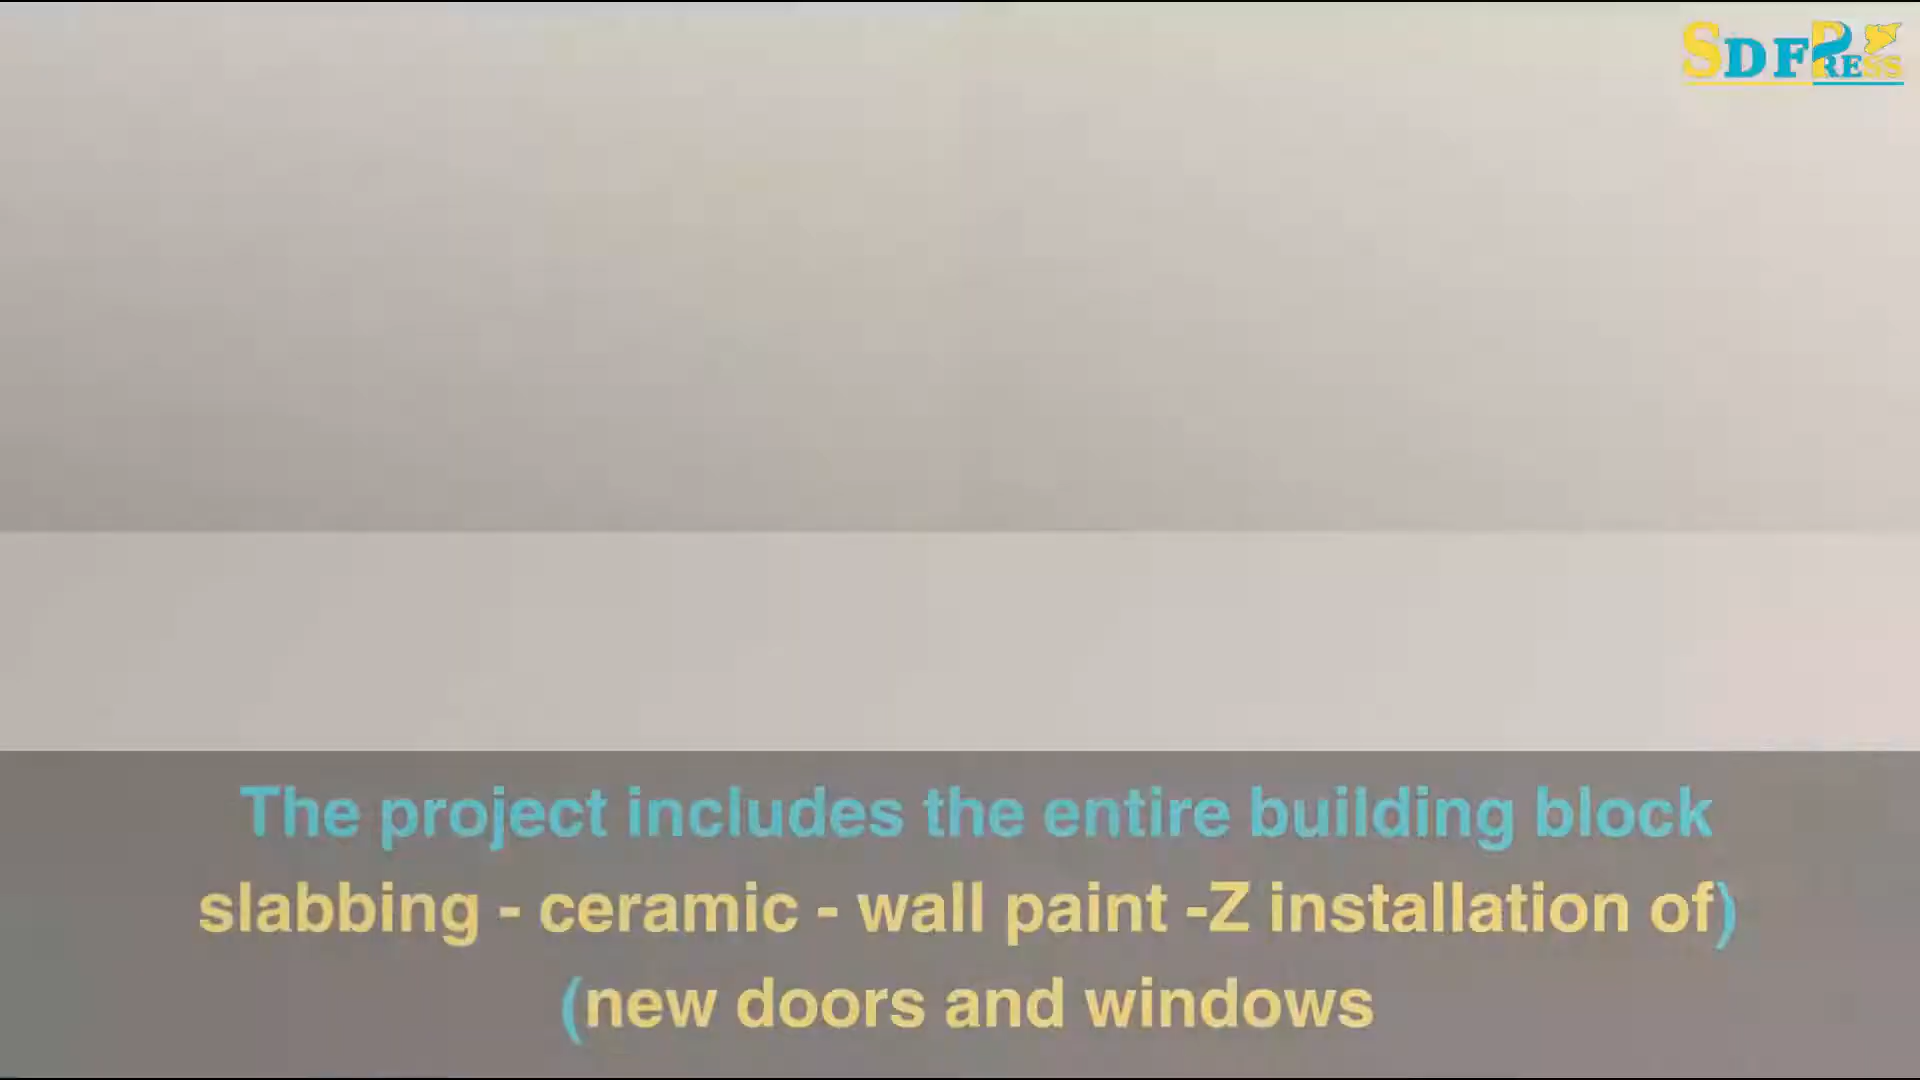 SDF PRESS
The project includes the entire building block
slabbing - ceramic - wall paint -Z installation of)
(new doors and windows